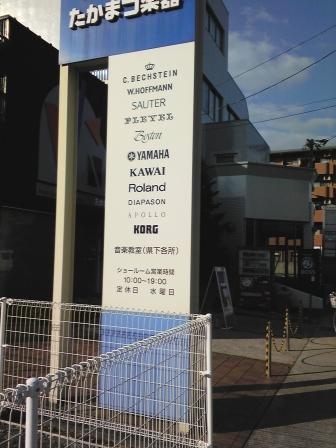 たかまつ楽器
C. BECHSTEIN
W. HOFFMANN
SAUTER
PLEYEL
Boston
YAMAHA
KAWAI
Roland
DIAPASON
APOLLO
KORG
音楽教室(県下各所)
ショールーム営業時間
10:00~19:00
定休日 水曜日